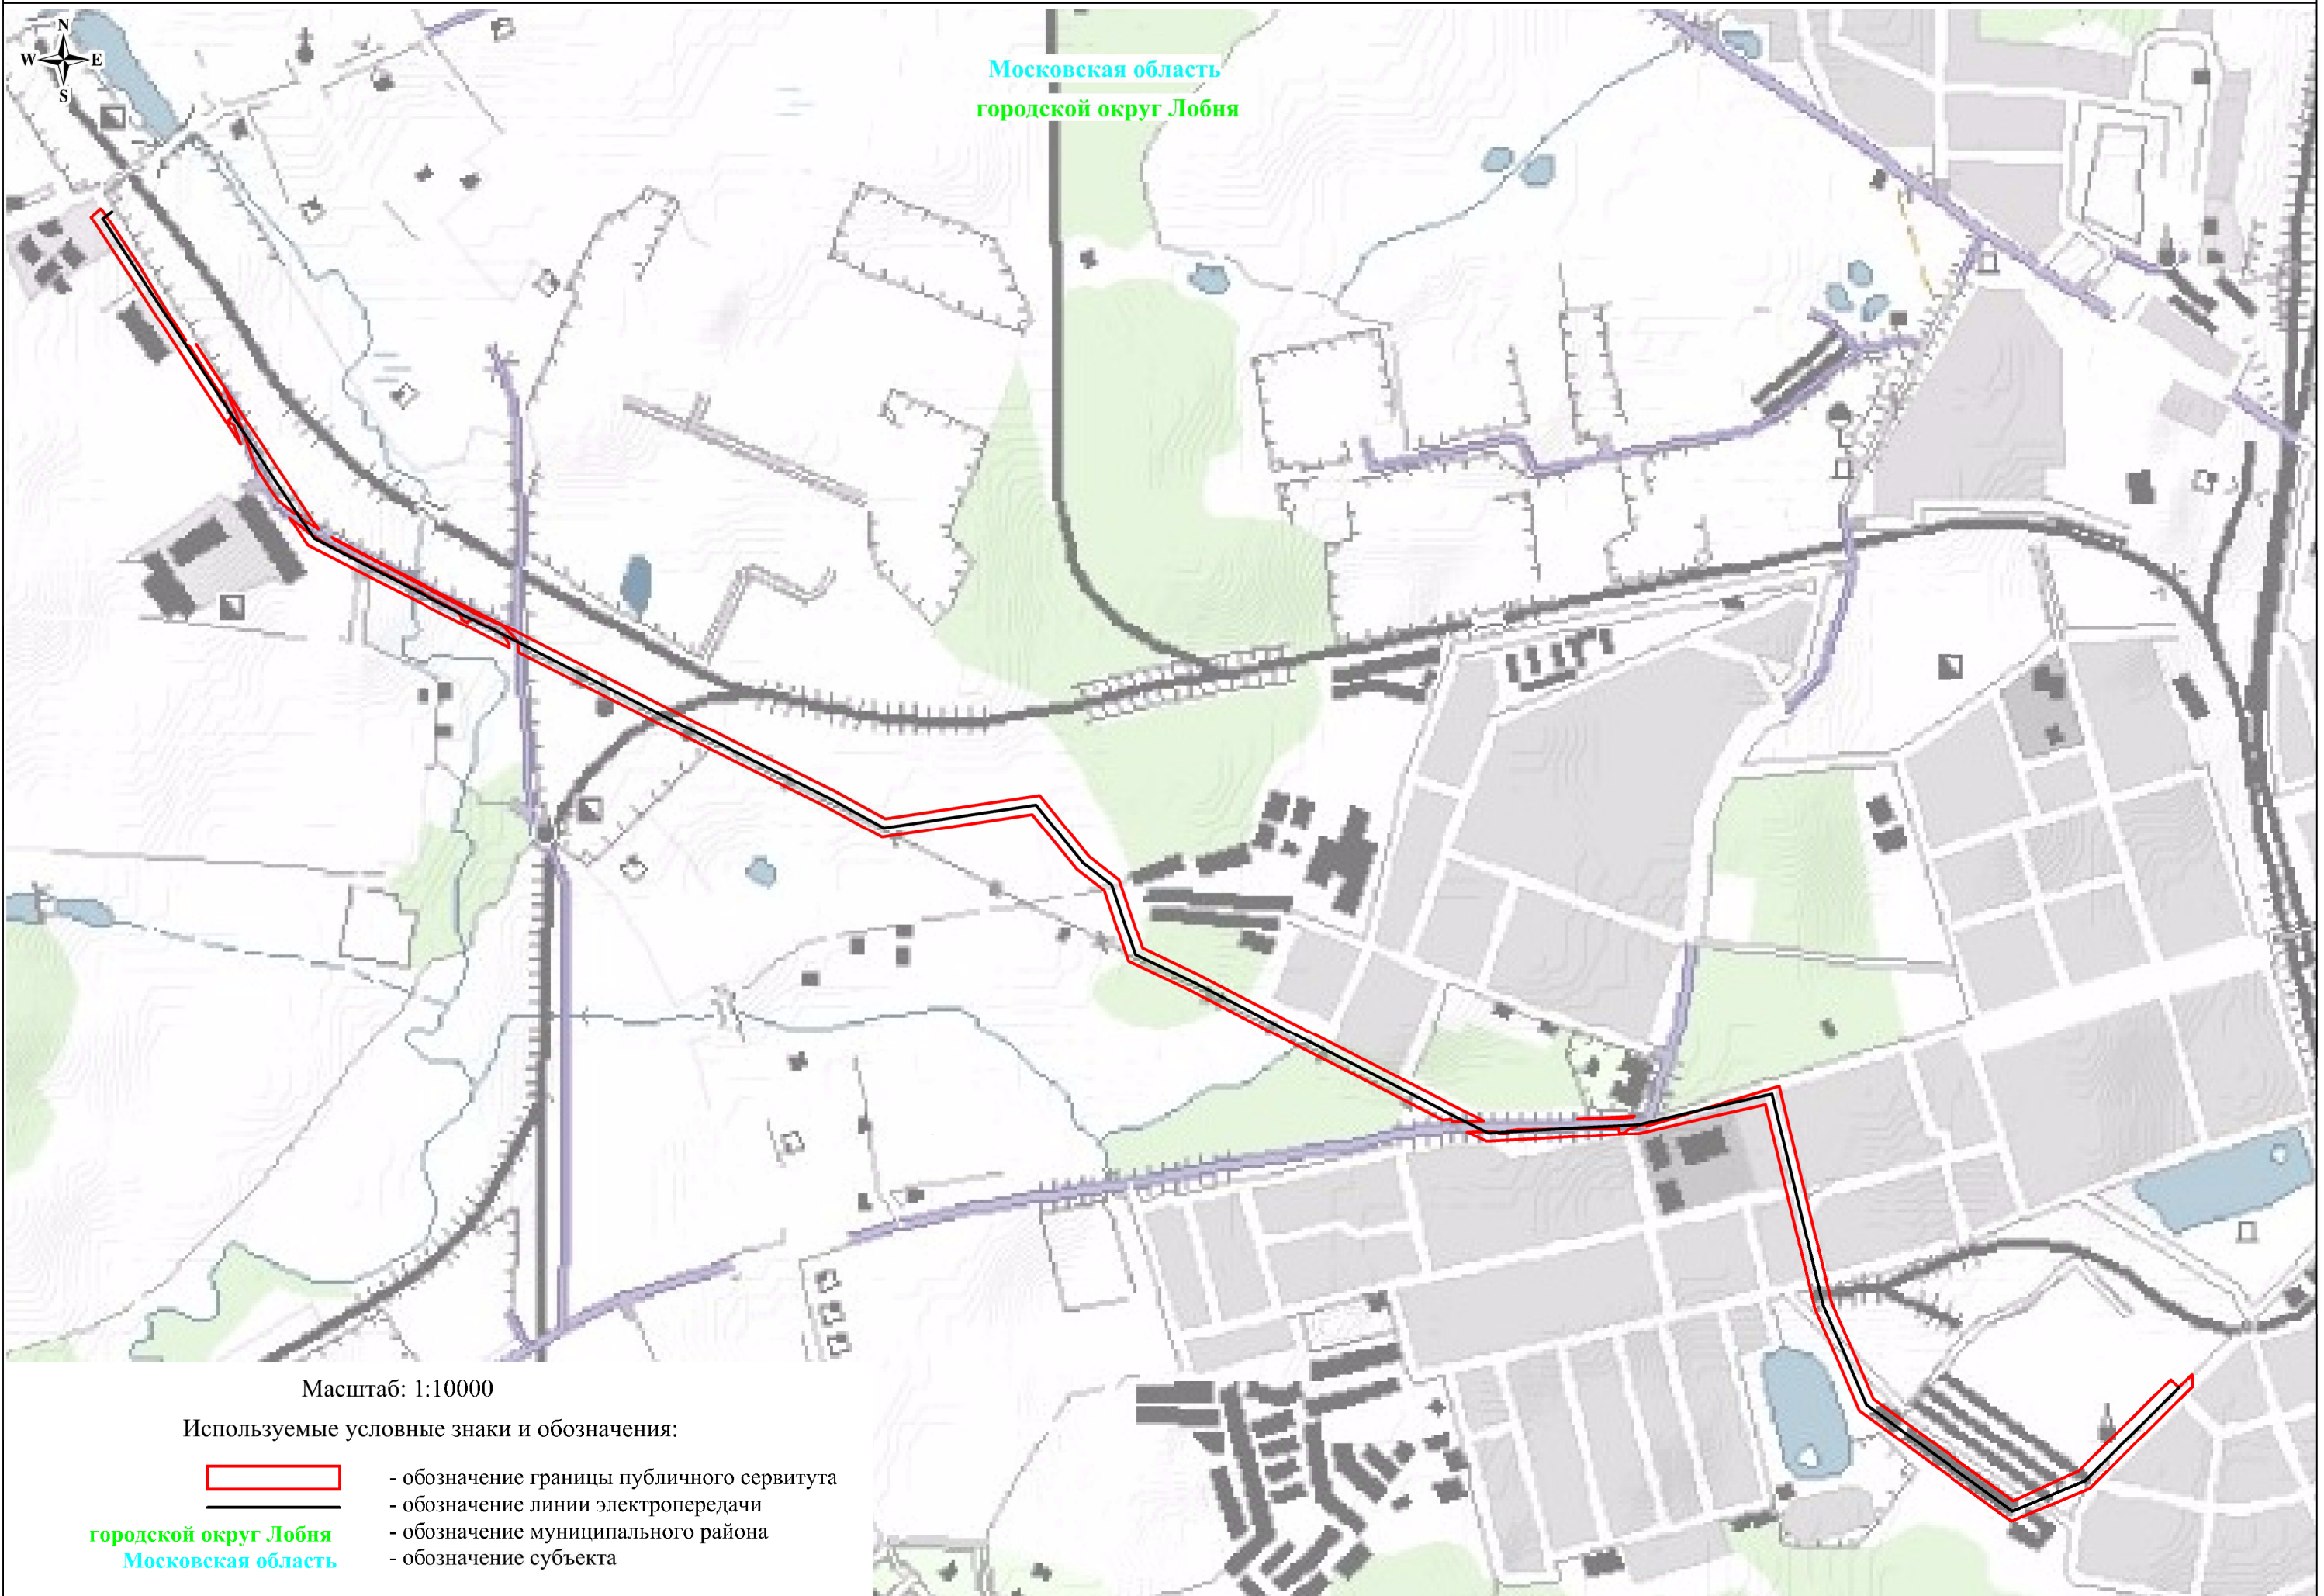 N
W E
S
Московская область
городской округ Лобня
Масштаб: 1:10000
Используемые условные знаки и обозначения:
- обозначение границы публичного сервитута
- обозначение линии электропередачи
городской округ Лобня - обозначение муниципального района
Московская область - обозначение субъекта